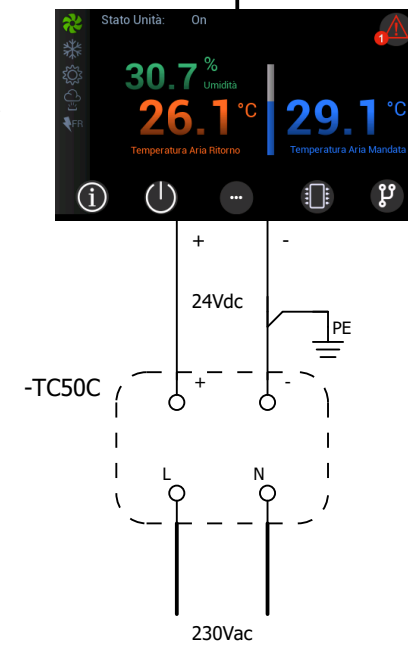 Stato Unità: On
1
30.7 %
Umidità
FR
26.1 °C 29.1 °C
Temperatura Aria Ritorno Temperatura Aria Mandata
i ...
+ -
24Vdc
PE
-TC50C
+ -
L N
230Vac